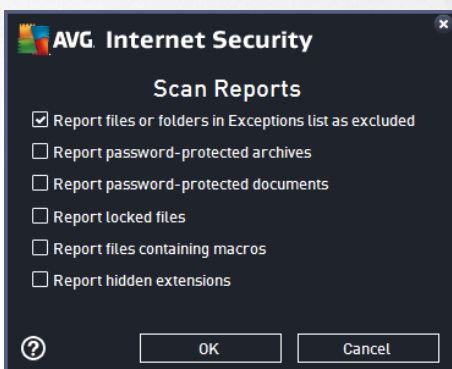 AVG Internet Security
Scan Reports
Report files or folders in Exceptions list as excluded
Report password-protected archives
Report password-protected documents
Report locked files
Report files containing macros
Report hidden extensions
?
OK
Cancel